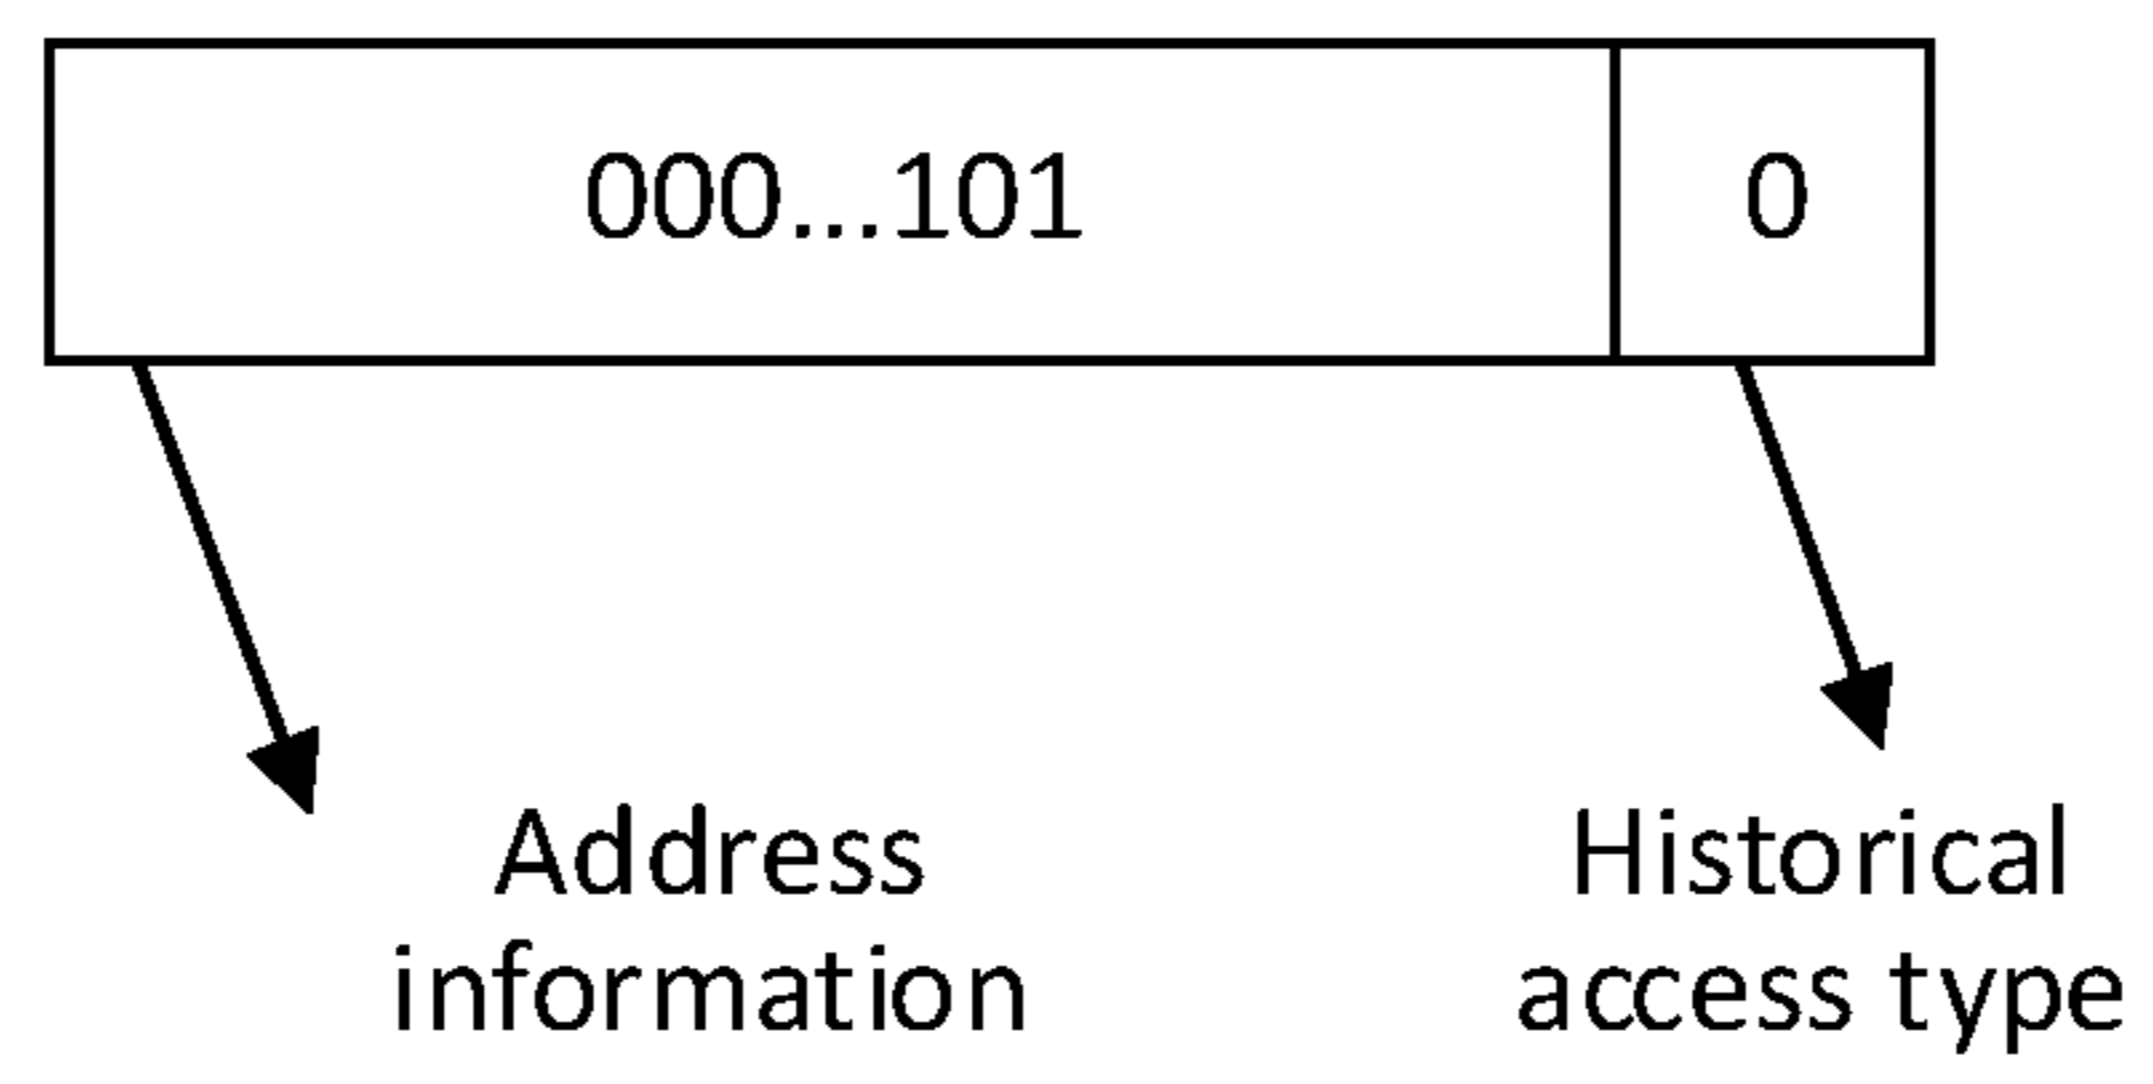 000...101
0
Address
information
Historical
access type